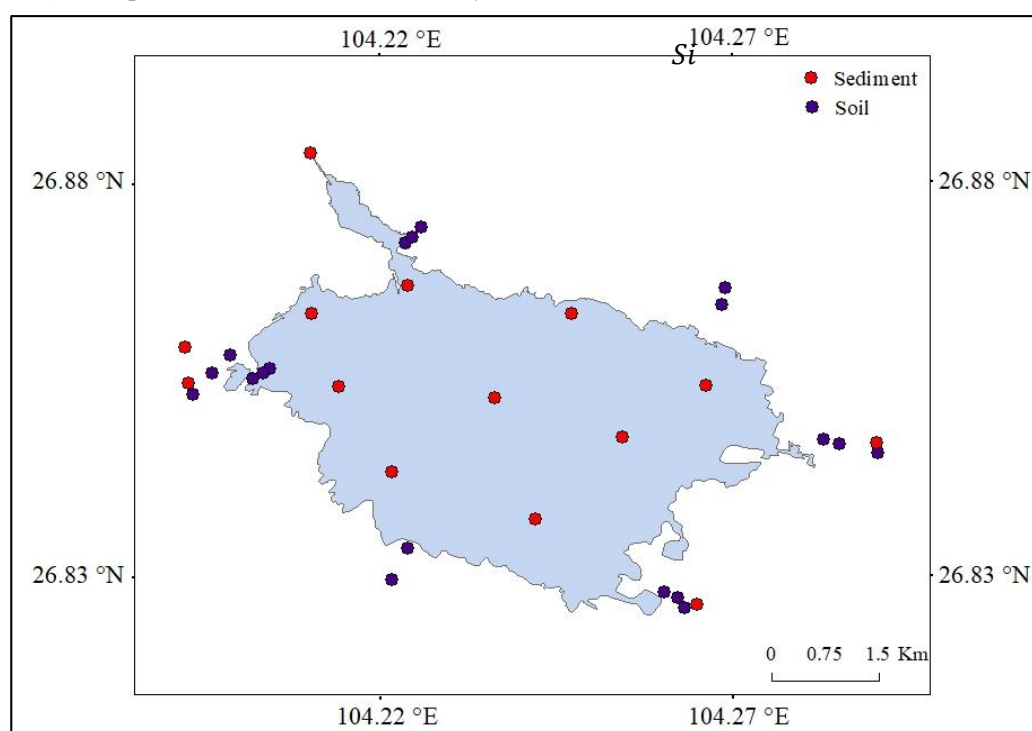 104.22 °E
104.27 °E
Si
Sediment
Soil
26.88 °N
26.88 °N
26.83 °N
26.83 °N
0 0.75 1.5 Km
104.22 °E
104.27 °E